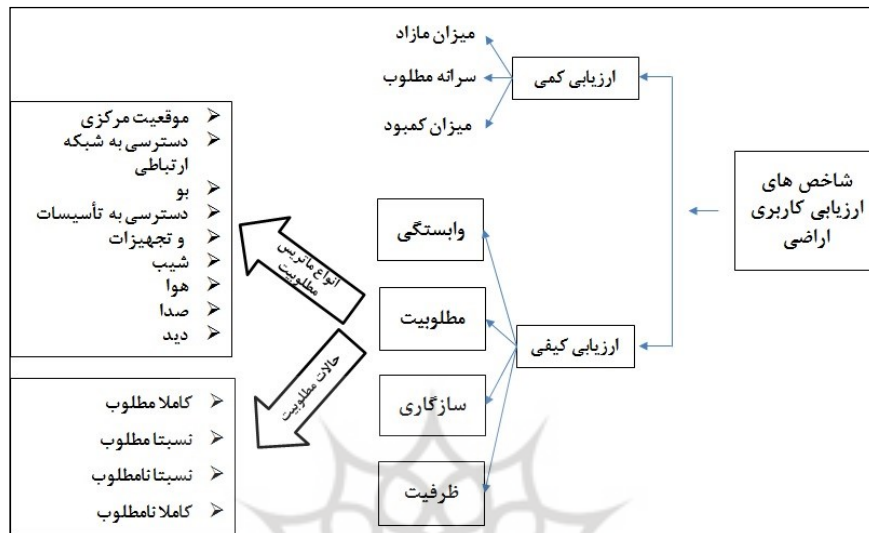 شاخص های
ارزیابی کاربری
اراضی
ارزیابی کمی
میزان مازاد
سرانه مطلوب
میزان کمبود
ارزیابی کیفی
وابستگی
مطلوبیت
سازگاری
ظرفیت
انواع ماتریس
مطلوبیت
موقعیت مرکزی
دسترسی به شبکه
ارتباطی
بو
دسترسی به تأسیسات
و تجهیزات
شیب
هوا
صدا
دید
حالات مطلوبیت
کاملا مطلوب
نسبتا مطلوب
نسبتا نامطلوب
کاملا نامطلوب